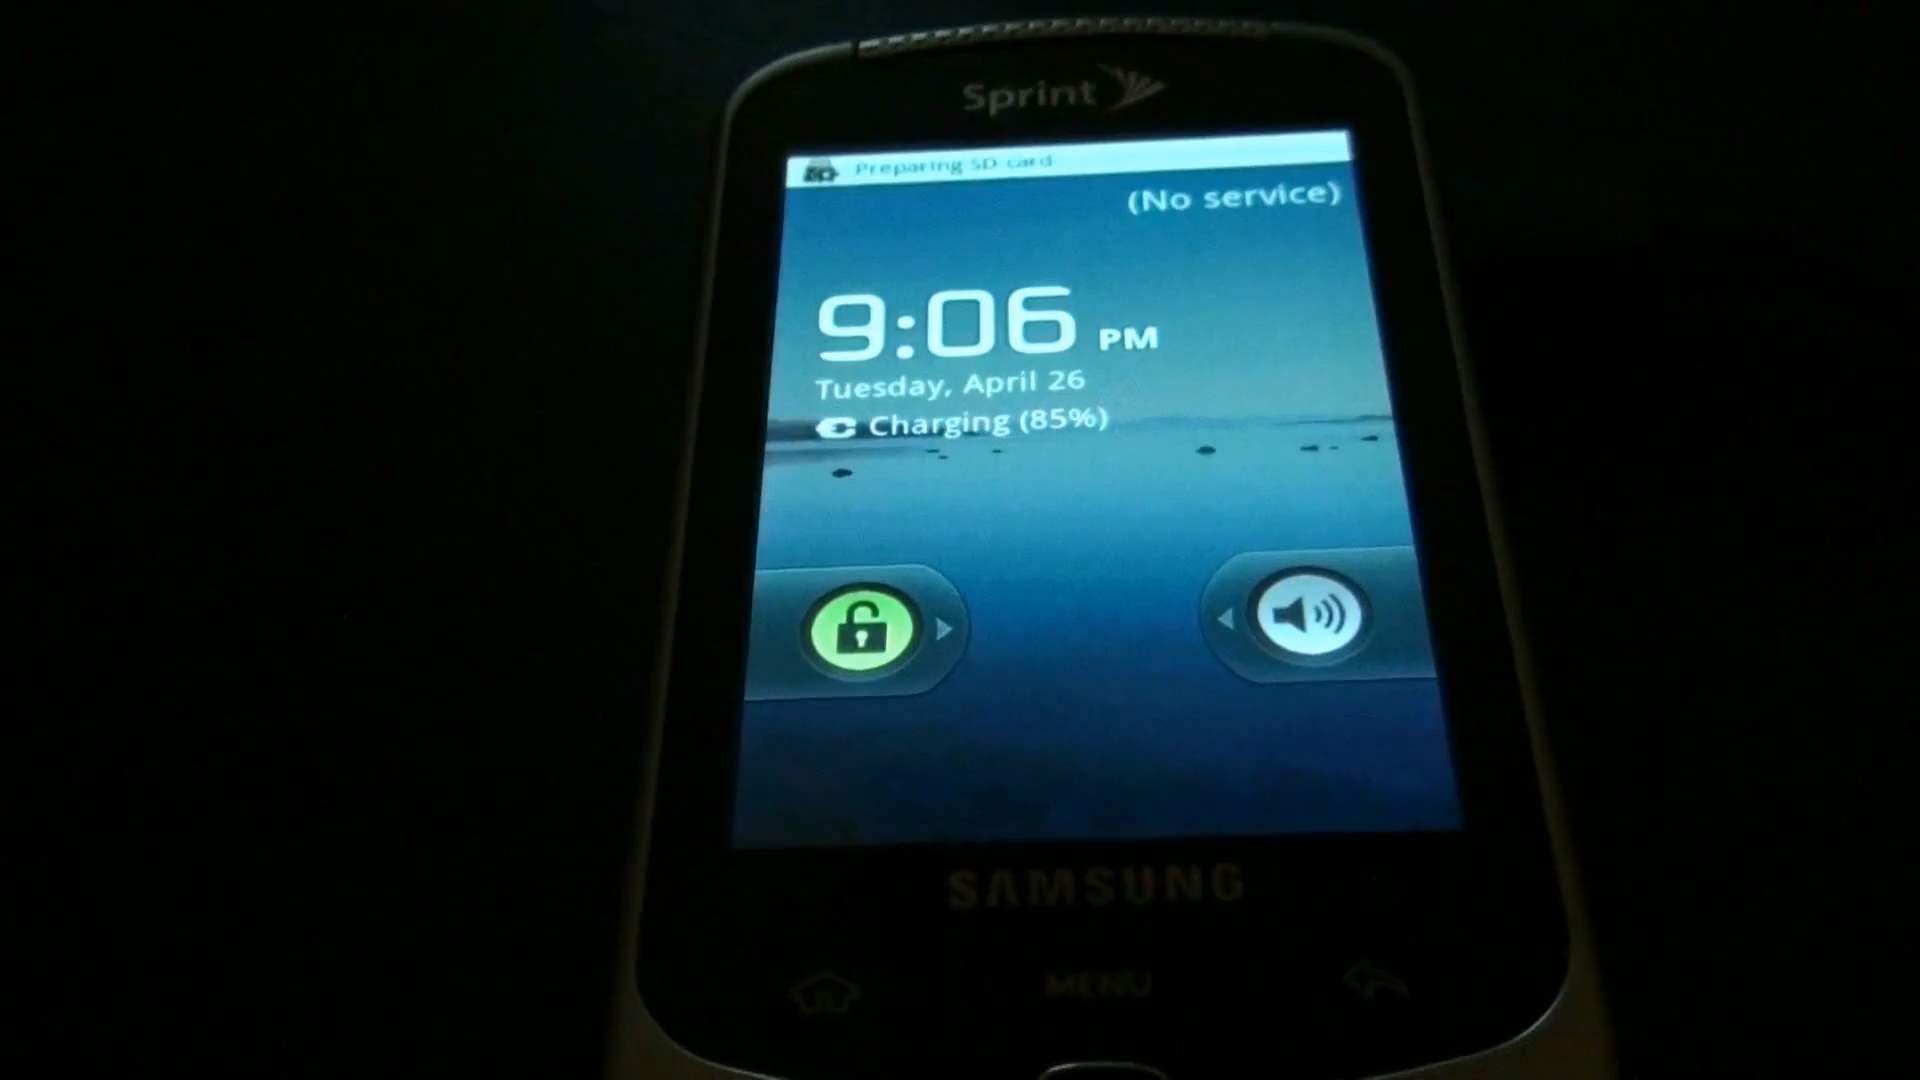 Sprint
Preparing SD card
(No service)
9:06 PM
Tuesday, April 26
Charging (85%)
SAMSUNG
MENU